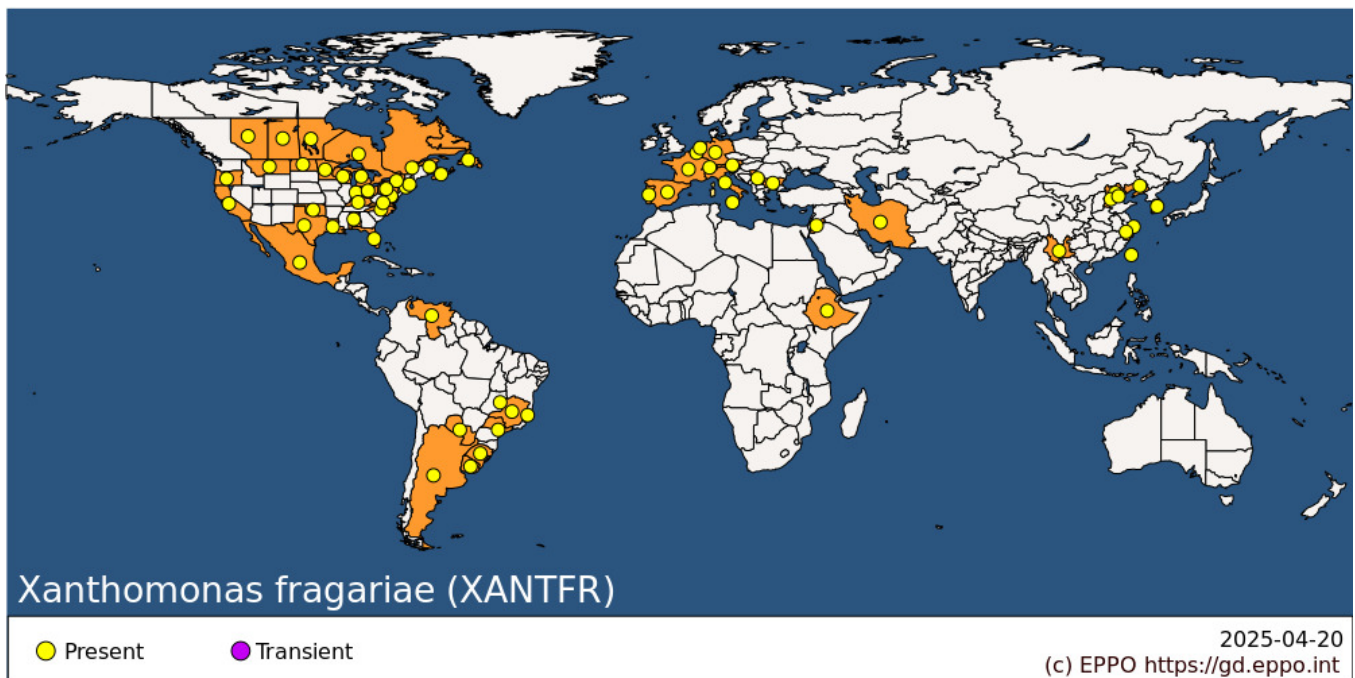 Xanthomonas fragariae (XANTFR)
Present
Transient
2025-04-20
(c) EPPO https://gd.eppo.int